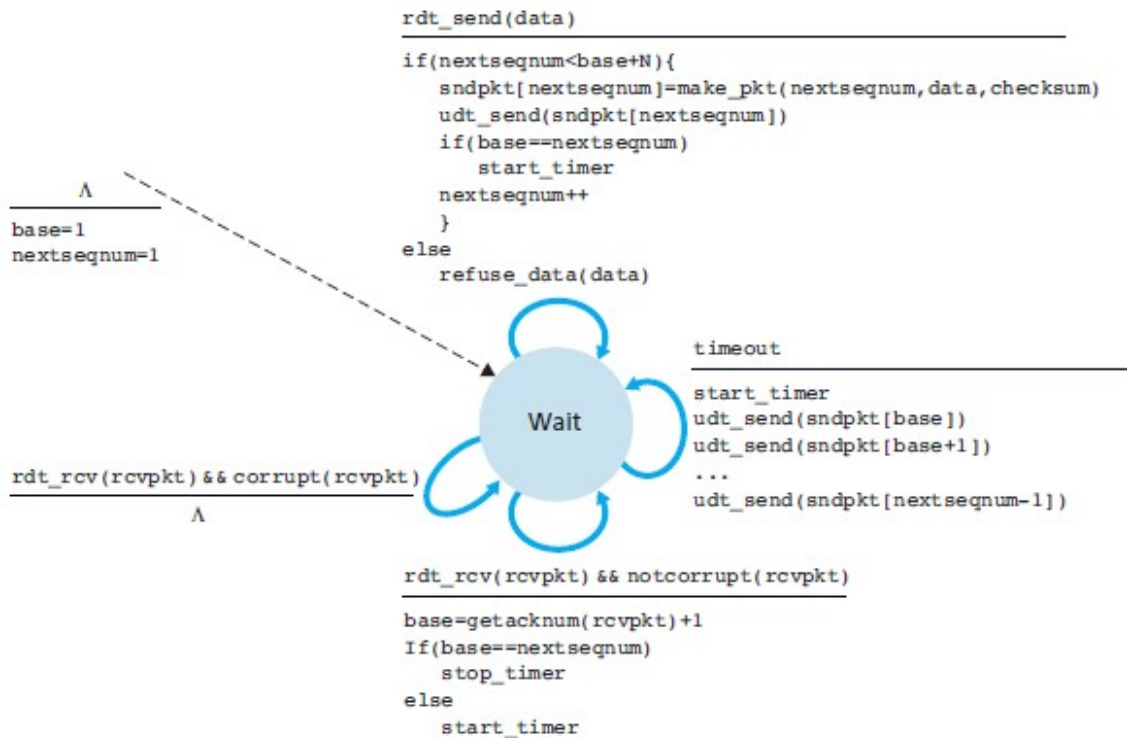 rdt_send(data)
if(nextseqnum<base+N){
sndpkt[nextseqnum]=make_pkt(nextseqnum,data,checksum)
udt_send(sndpkt[nextseqnum])
if(base==nextseqnum)
start_timer
nextseqnum++
}
else
refuse_data(data)
Λ
base=1
nextseqnum=1
timeout
start_timer
udt_send(sndpkt[base])
udt_send(sndpkt[base+1])
...
udt_send(sndpkt[nextseqnum-1])
Wait
rdt_rcv(rcvpkt) && corrupt(rcvpkt)
Λ
rdt_rcv(rcvpkt) && notcorrupt(rcvpkt)
base=getacknum(rcvpkt)+1
If(base==nextseqnum)
stop_timer
else
start_timer